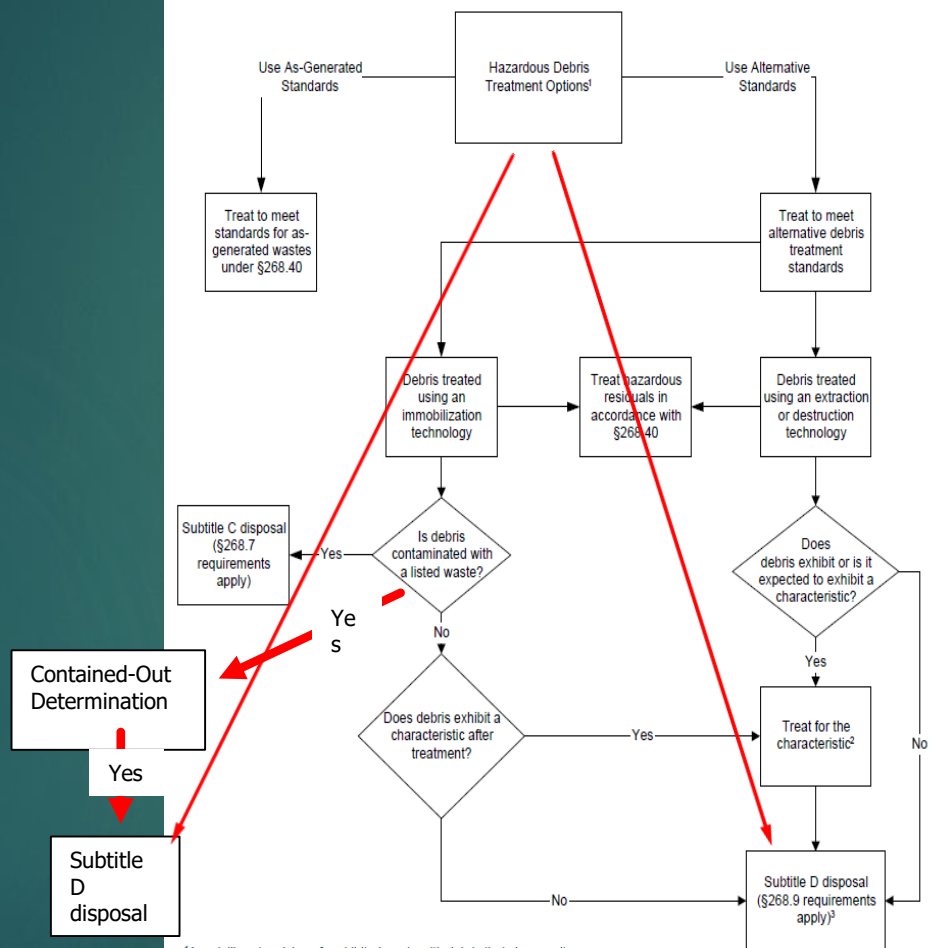 Hazardous Debris
Treatment Options¹
Use As-Generated
Standards
Use Alternative
Standards
Treat to meet
standards for as-
generated wastes
under §268.40
Treat to meet
alternative debris
treatment
standards
Debris treated
using an
immobilization
technology
Treat hazardous
residuals in
accordance with
§268.40
Debris treated
using an extraction
or destruction
technology
Subtitle C disposal
(§268.7
requirements
apply)
Yes
Is debris
contaminated with
a listed waste?
Does
debris exhibit or is it
expected to exhibit a
characteristic?
Ye
s
No
Yes
Contained-Out
Determination
Does debris exhibit a
characteristic after
treatment?
Yes
Treat for the
characteristic²
No
Yes
Subtitle
D
disposal
No
Subtitle D disposal
(§268.9 requirements
apply)³